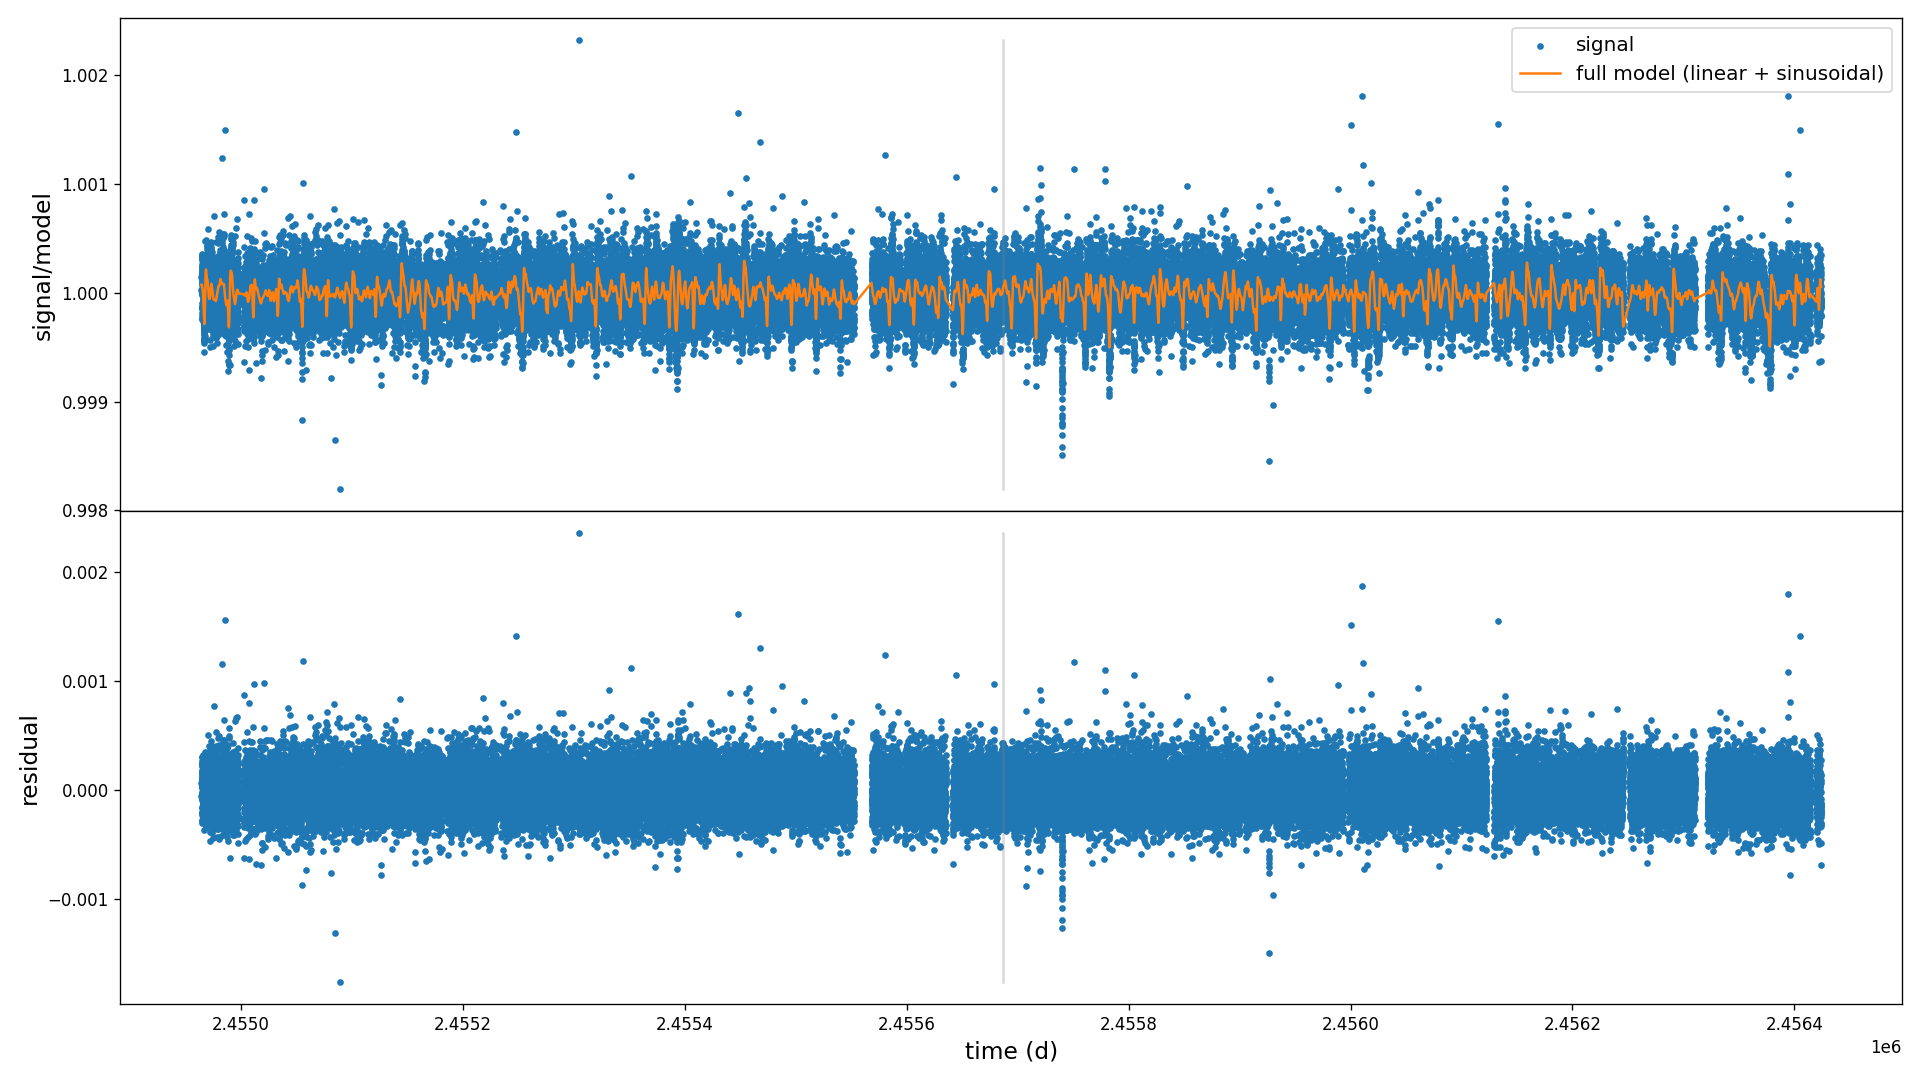 signal
full model (linear + sinusoidal)
1.002
1.001
1.000
0.999
0.998
signal/model
0.002
0.001
0.000
−0.001
residual
2.4550
2.4552
2.4554
2.4556
2.4558
2.4560
2.4562
2.4564
1e6
time (d)